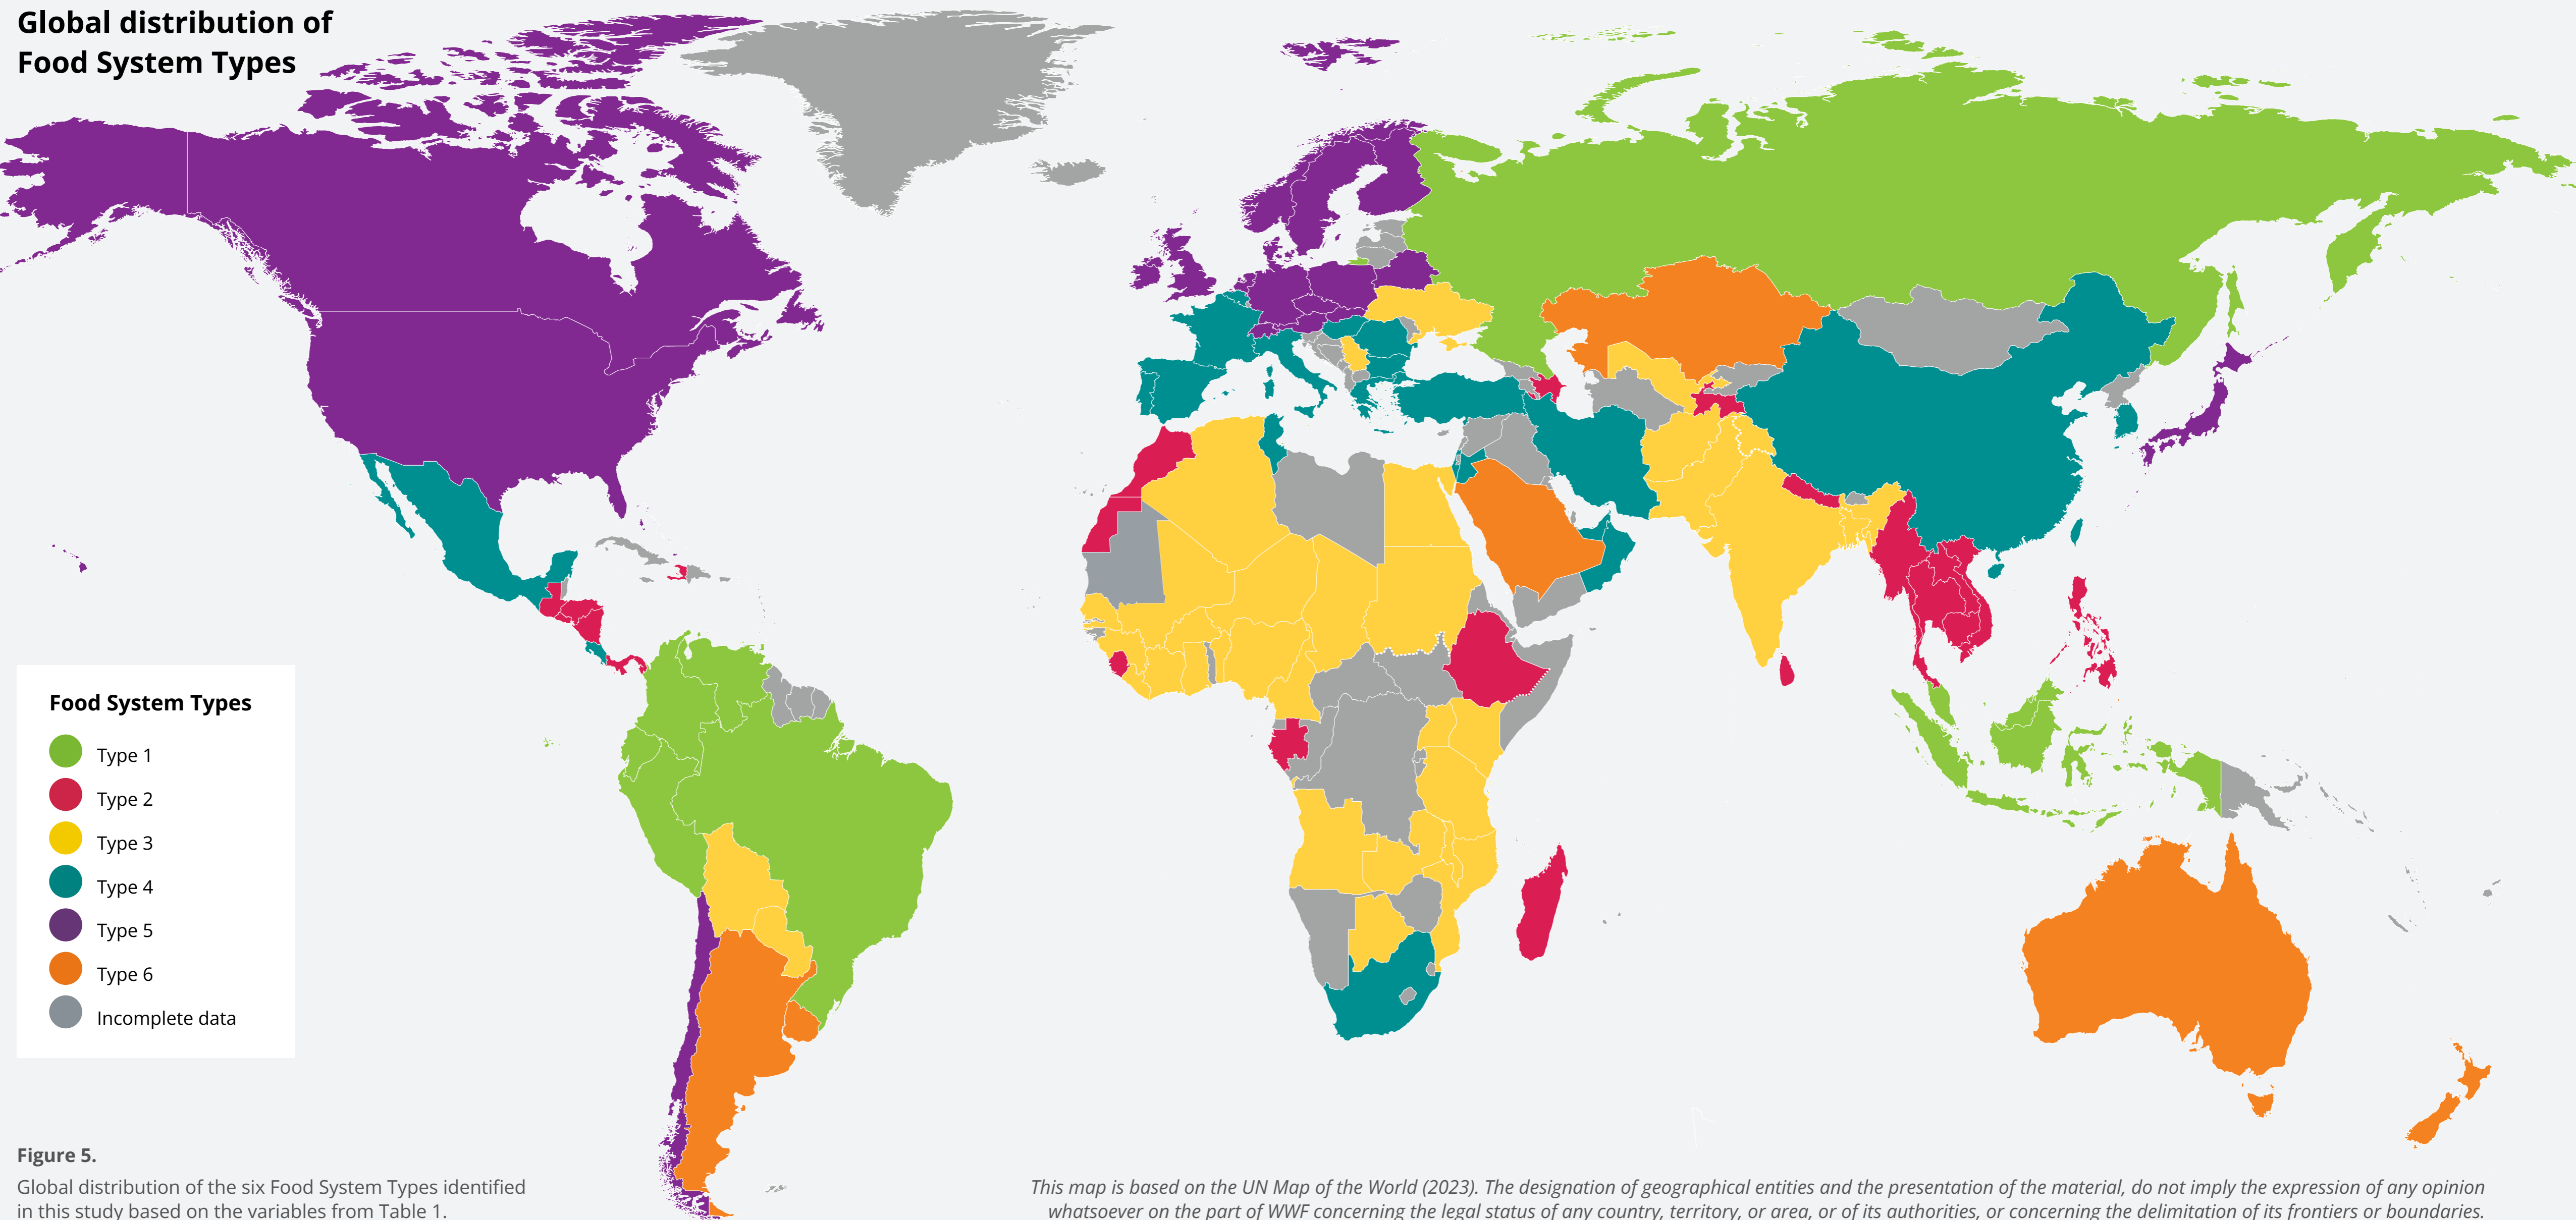 Global distribution of
Food System Types
Food System Types
Type 1
Type 2
Type 3
Type 4
Type 5
Type 6
Incomplete data
Figure 5.
Global distribution of the six Food System Types identified
in this study based on the variables from Table 1.
This map is based on the UN Map of the World (2023). The designation of geographical entities and the presentation of the material, do not imply the expression of any opinion
whatsoever on the part of WWF concerning the legal status of any country, territory, or area, or of its authorities, or concerning the delimitation of its frontiers or boundaries.